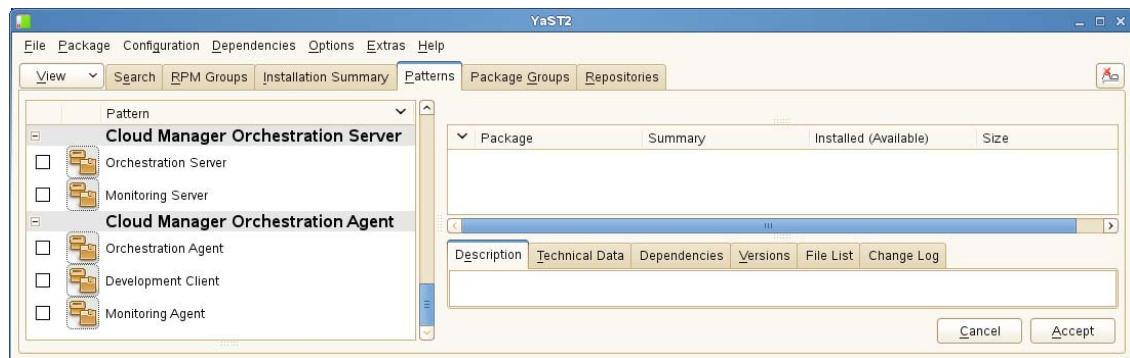 YaST2
File Package Configuration Dependencies Options Extras Help
View Search RPM Groups Installation Summary Patterns Package Groups Repositories
Pattern
Cloud Manager Orchestration Server
Orchestration Server
Monitoring Server
Cloud Manager Orchestration Agent
Orchestration Agent
Development Client
Monitoring Agent
Package Summary Installed (Available) Size
Description Technical Data Dependencies Versions File List Change Log
Cancel Accept